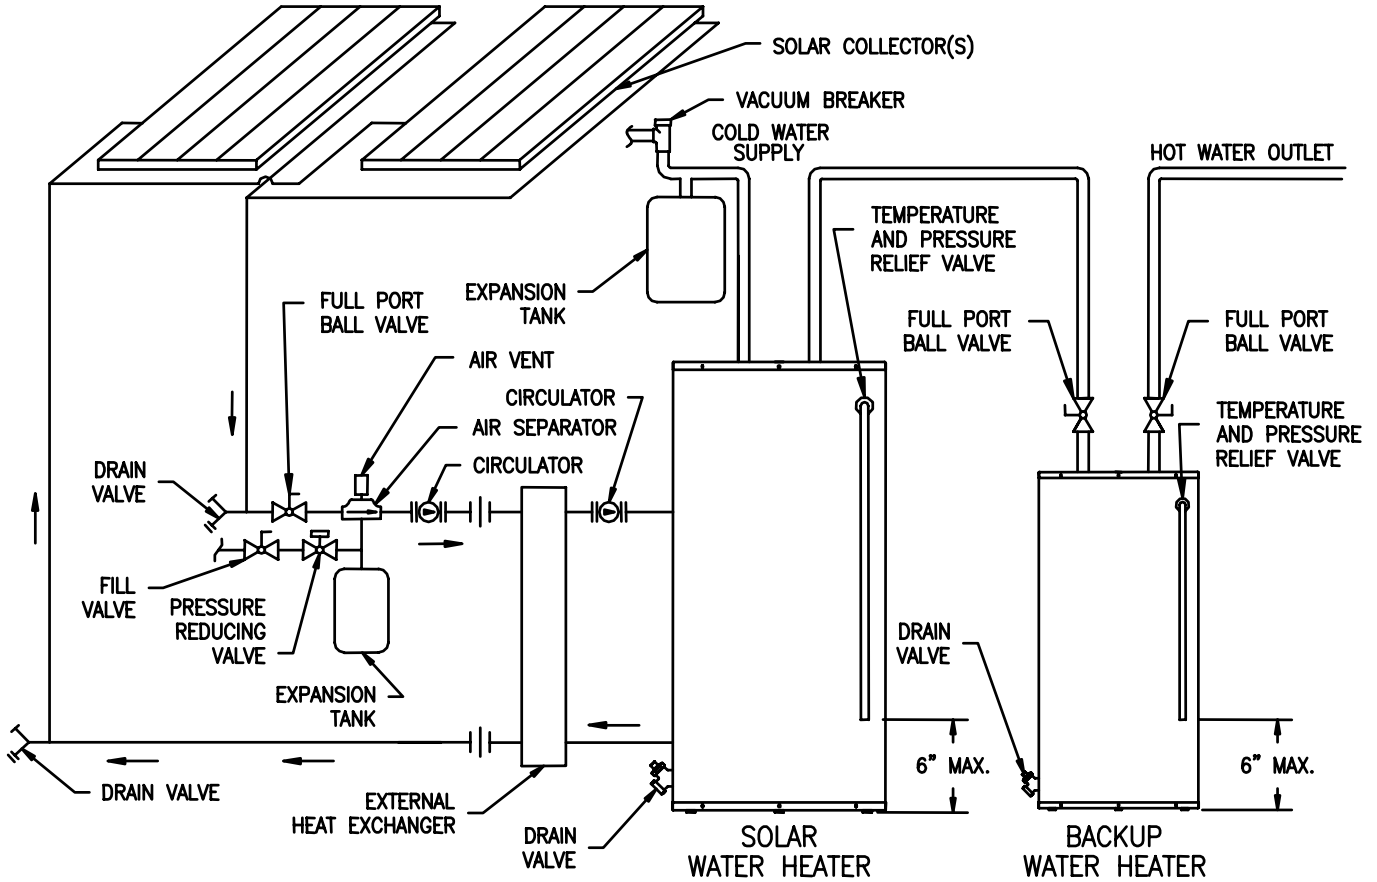 SOLAR COLLECTOR(S)
VACUUM BREAKER
COLD WATER
SUPPLY
HOT WATER OUTLET
TEMPERATURE
AND PRESSURE
RELIEF VALVE
EXPANSION
TANK
FULL PORT
BALL VALVE
FULL PORT
BALL VALVE
FULL PORT
BALL VALVE
AIR VENT
CIRCULATOR
AIR SEPARATOR
CIRCULATOR
TEMPERATURE
AND PRESSURE
RELIEF VALVE
DRAIN
VALVE
FILL
VALVE
PRESSURE
REDUCING
VALVE
EXPANSION
TANK
DRAIN
VALVE
6” MAX.
6” MAX.
DRAIN VALVE
EXTERNAL
HEAT EXCHANGER
DRAIN
VALVE
SOLAR
WATER HEATER
BACKUP
WATER HEATER